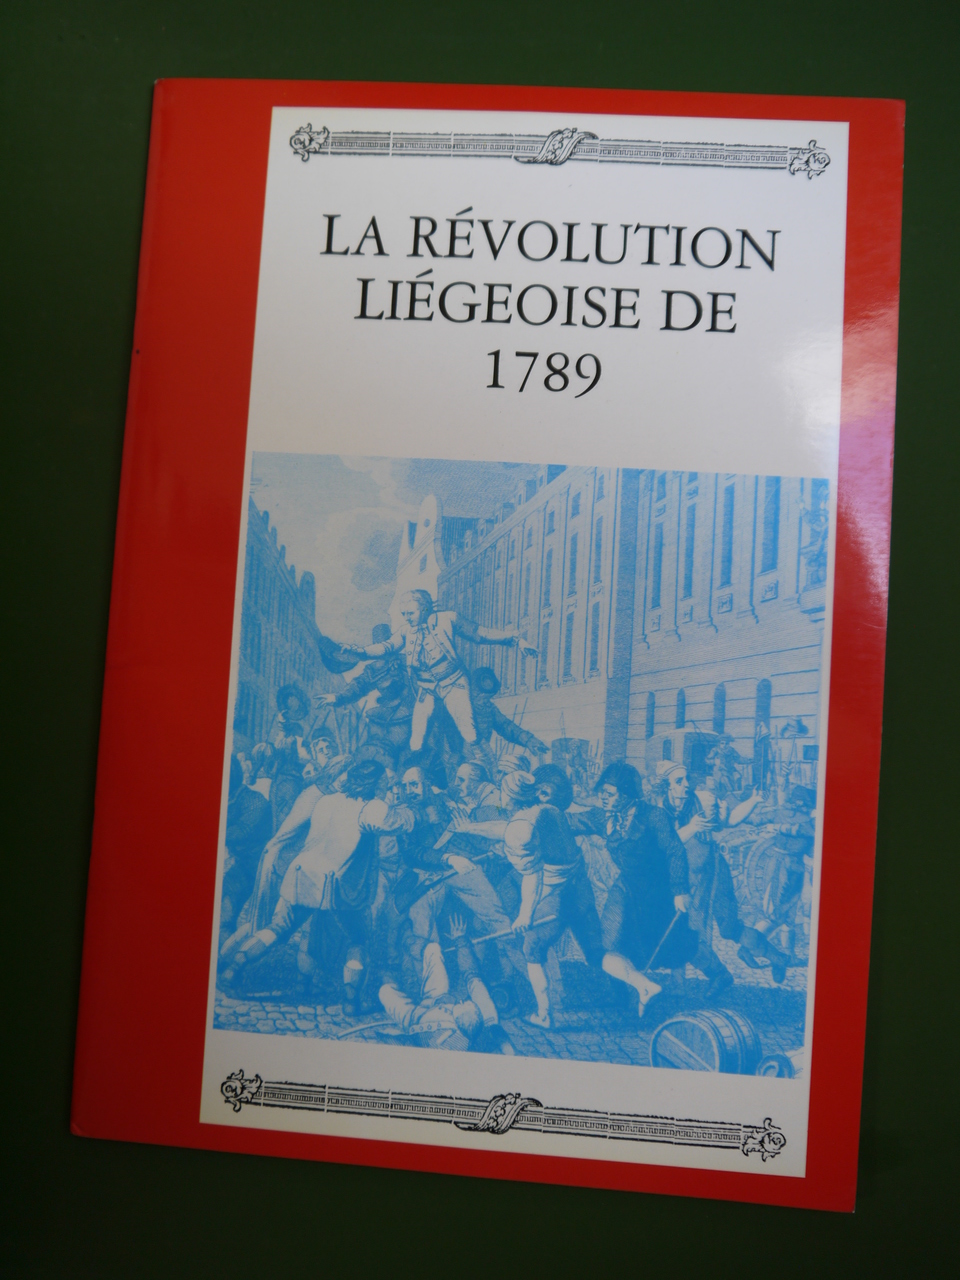 LA RÉVOLUTION
LIÉGEOISE DE
1789